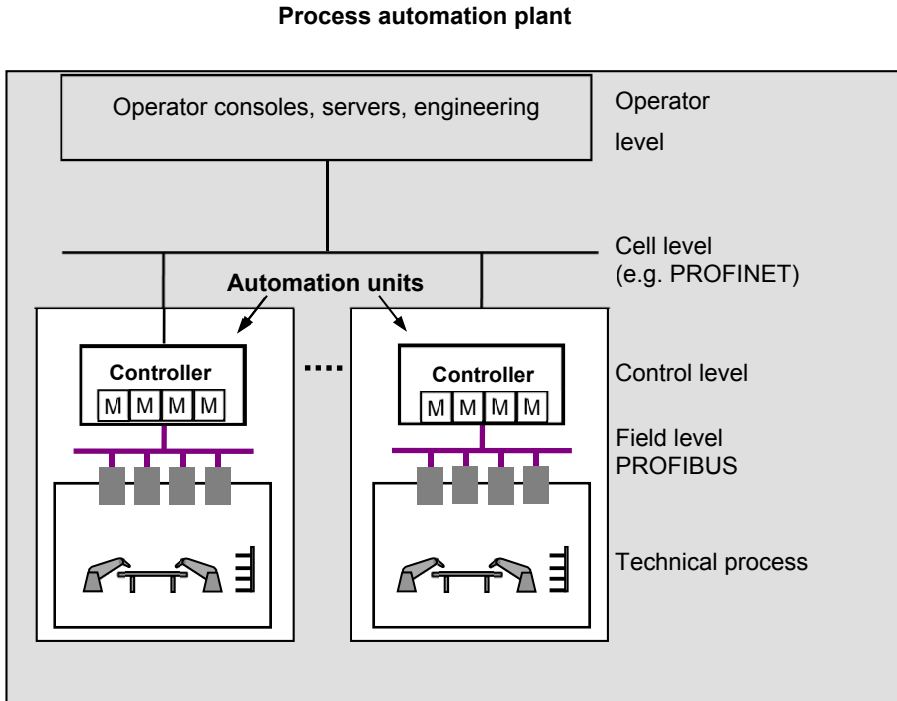 Process automation plant
Operator consoles, servers, engineering
Operator
level
Cell level
(e.g. PROFINET)
Automation units
Controller
M M M M
....
Controller
M M M M
Control level
Field level
PROFIBUS
Technical process